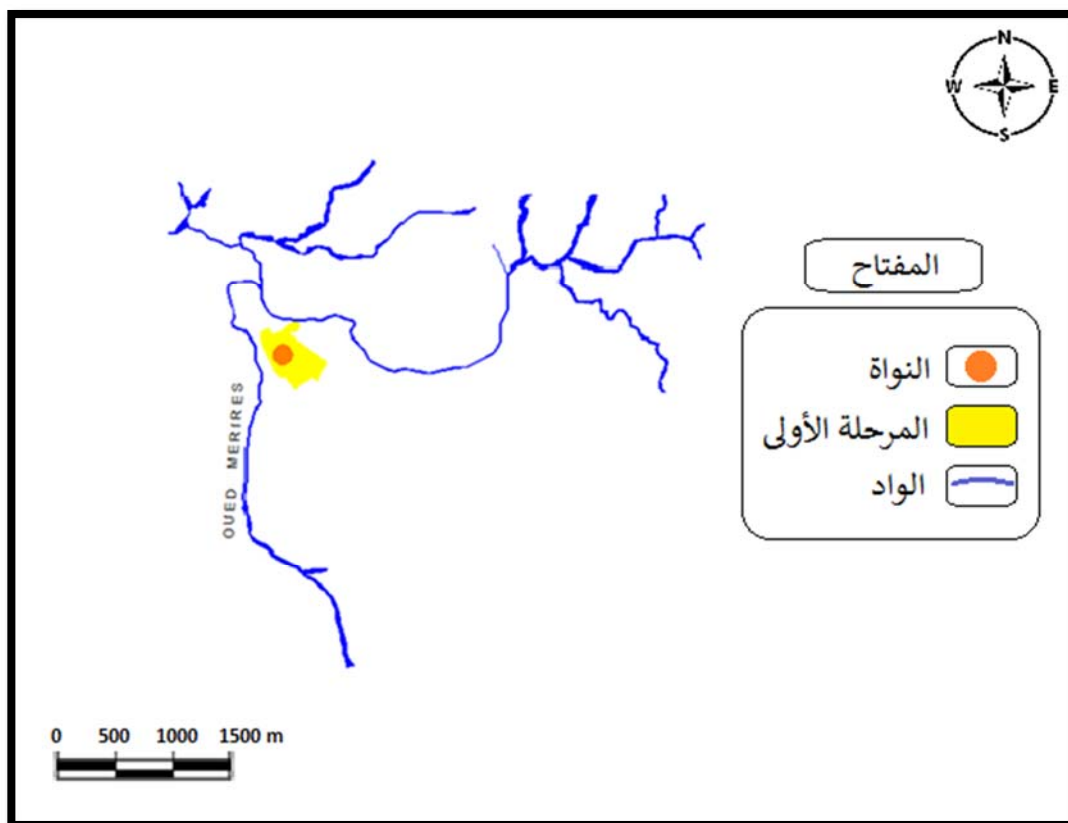 N
W E
S
المفتاح
النواة
المرحلة الأولى
الواد
OUED MERIRES
0 500 1000 1500 m